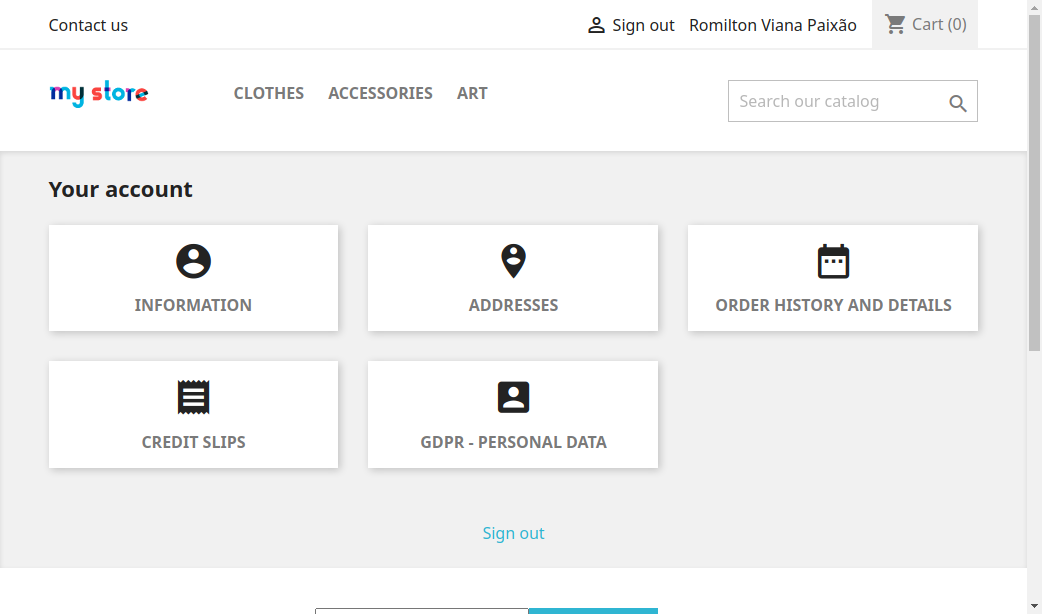 Contact us
Sign out Romilton Viana Paixão Cart (0)
my store
CLOTHES ACCESSORIES ART
Search our catalog
Your account
INFORMATION
ADDRESSES
ORDER HISTORY AND DETAILS
CREDIT SLIPS
GDPR - PERSONAL DATA
Sign out